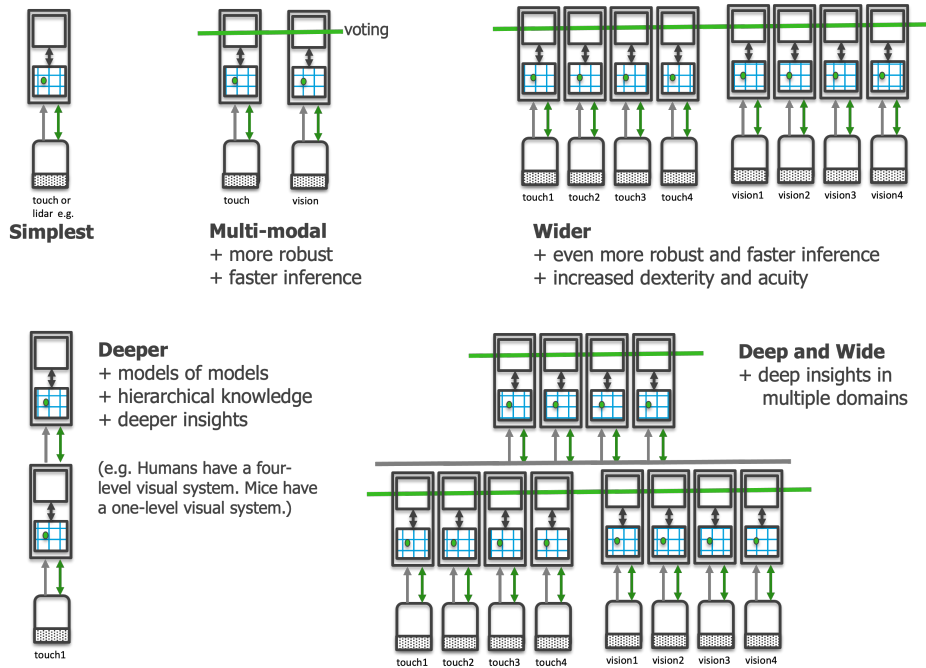 voting
touch or
lidar e.g.
Simplest
touch
vision
Multi-modal
+ more robust
+ faster inference
touch1
touch2
touch3
touch4
vision1
vision2
vision3
vision4
Wider
+ even more robust and faster inference
+ increased dexterity and acuity
Deeper
+ models of models
+ hierarchical knowledge
+ deeper insights
(e.g. Humans have a four-
level visual system. Mice have
a one-level visual system.)
touch1
Deep and Wide
+ deep insights in
multiple domains
touch1
touch2
touch3
touch4
vision1
vision2
vision3
vision4